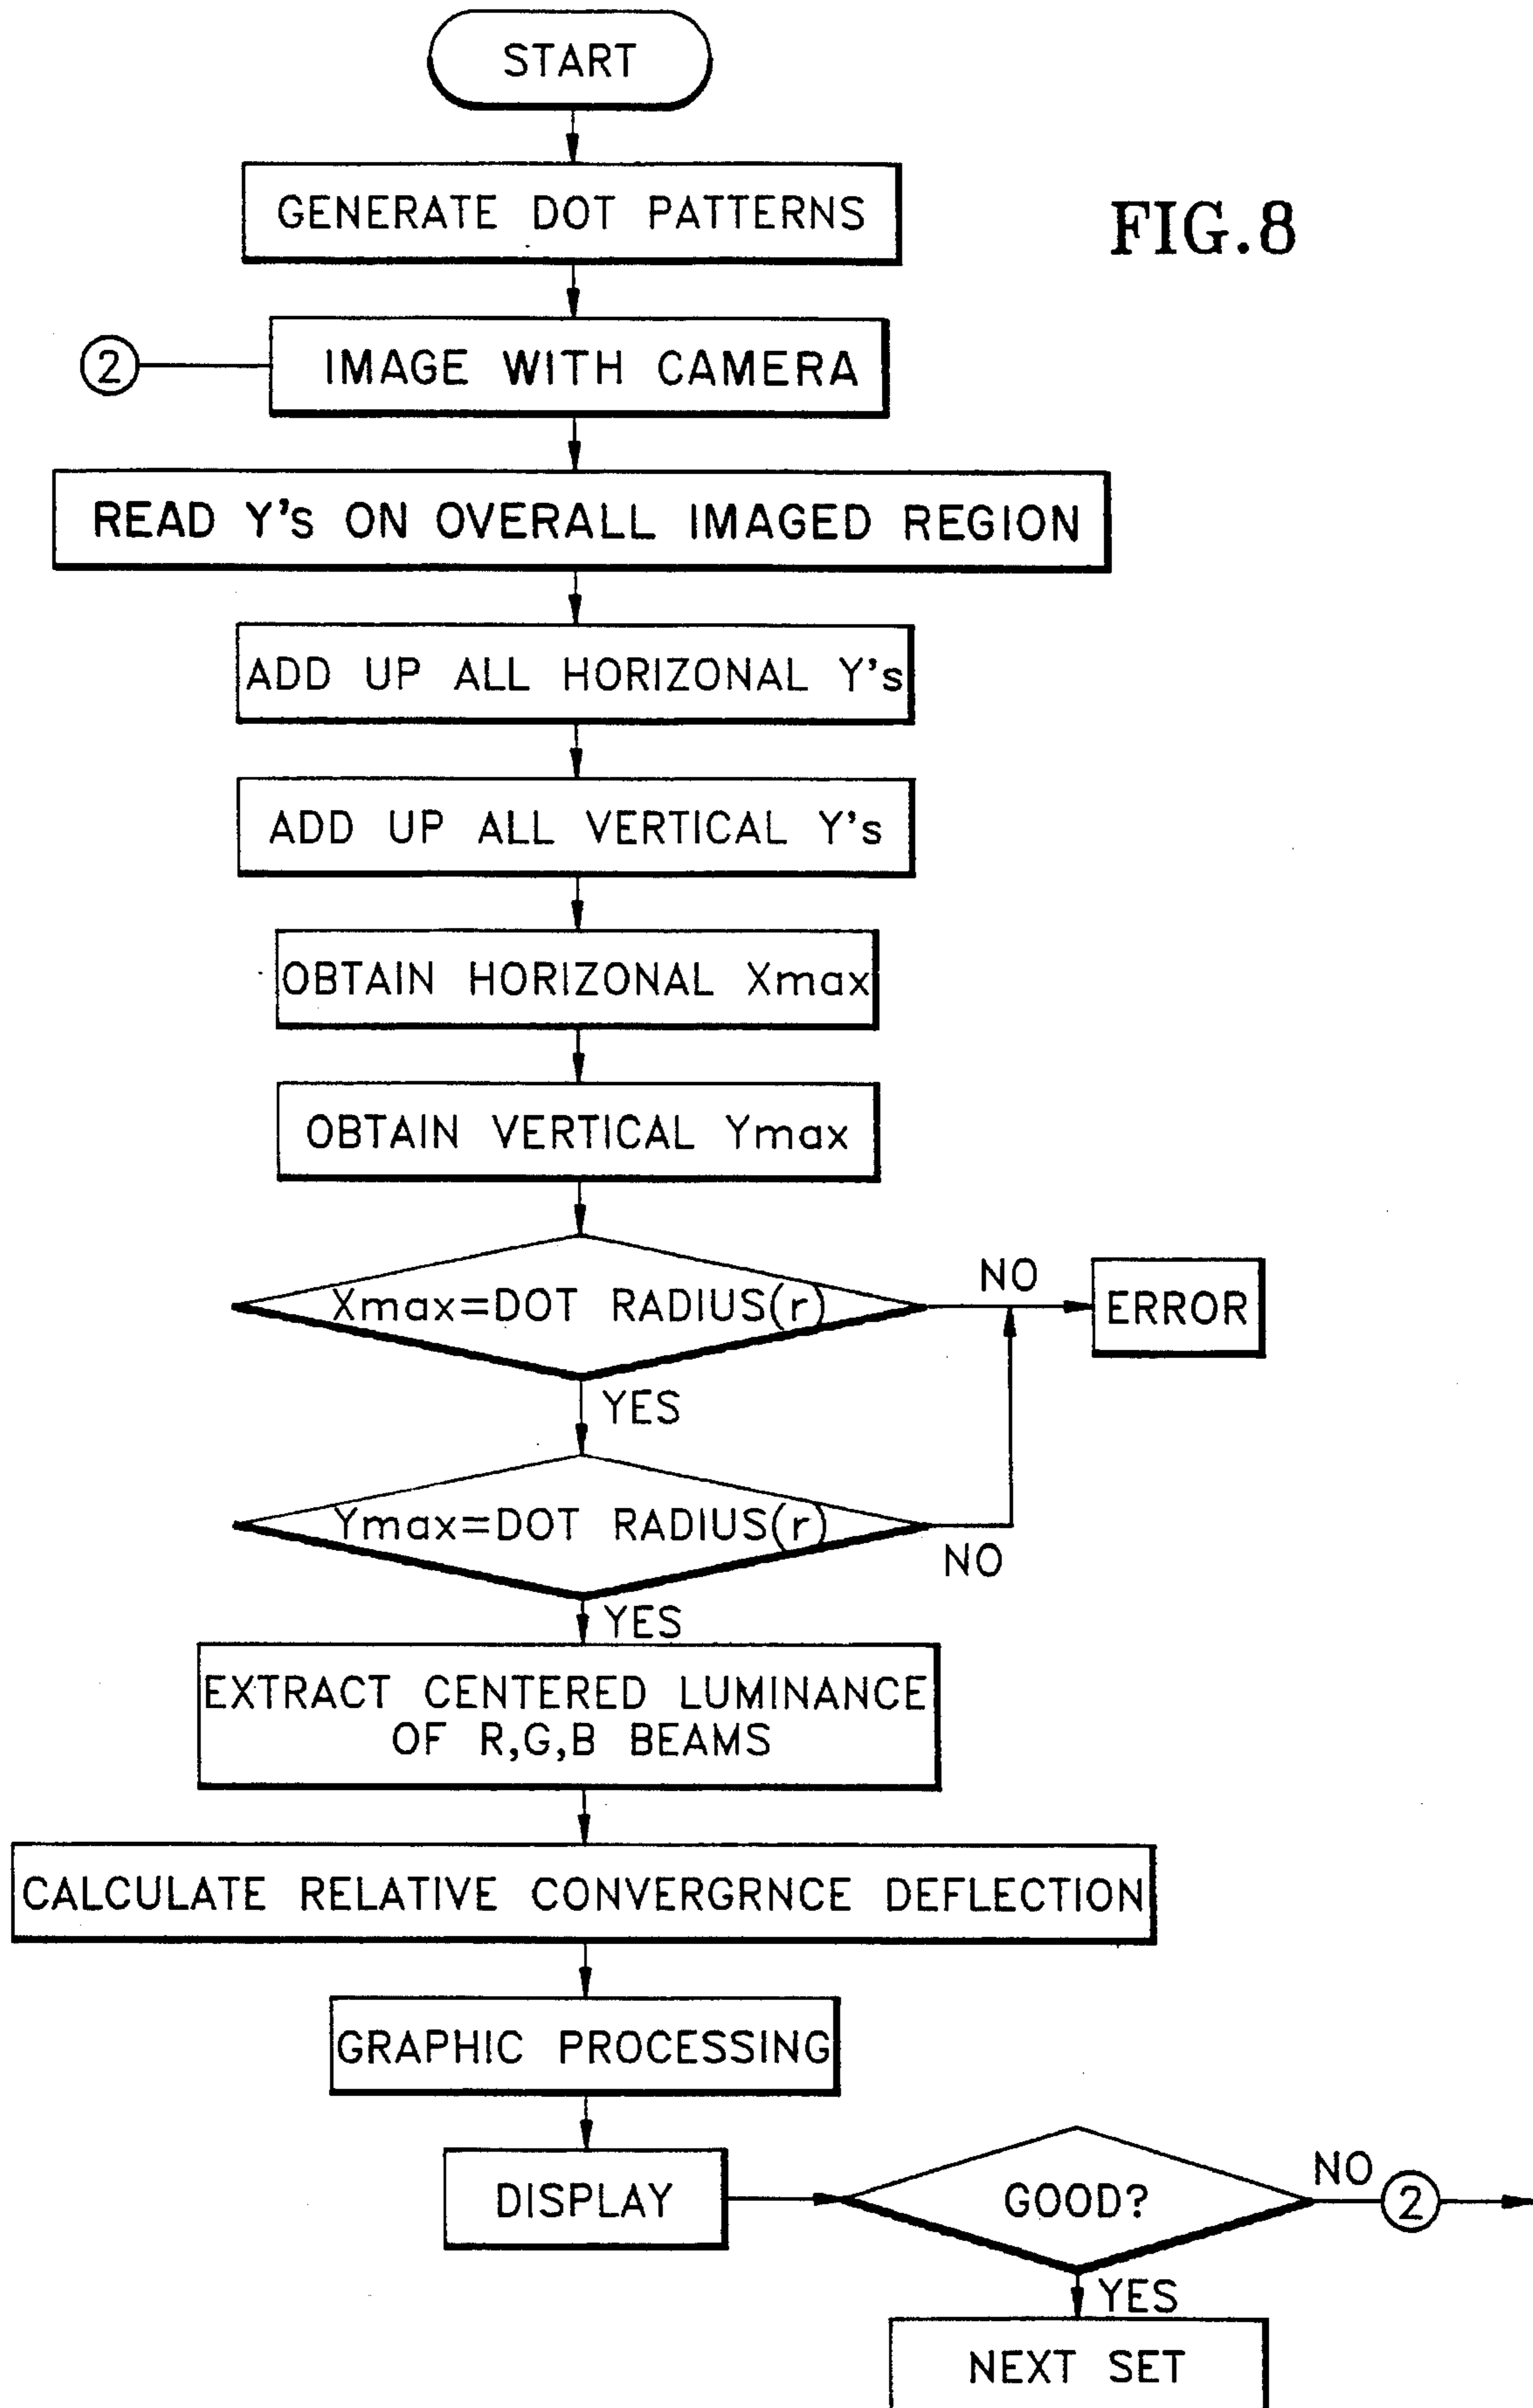 START
GENERATE DOT PATTERNS
FIG.8
2
IMAGE WITH CAMERA
READ Y's ON OVERALL IMAGED REGION
ADD UP ALL HORIZONAL Y's
ADD UP ALL VERTICAL Y's
OBTAIN HORIZONAL Xmax
OBTAIN VERTICAL Ymax
Xmax=DOT RADIUS(r)
NO
ERROR
YES
Ymax=DOT RADIUS(r)
NO
YES
EXTRACT CENTERED LUMINANCE
OF R,G,B BEAMS
CALCULATE RELATIVE CONVERGRNCE DEFLECTION
GRAPHIC PROCESSING
DISPLAY
GOOD?
NO
2
YES
NEXT SET